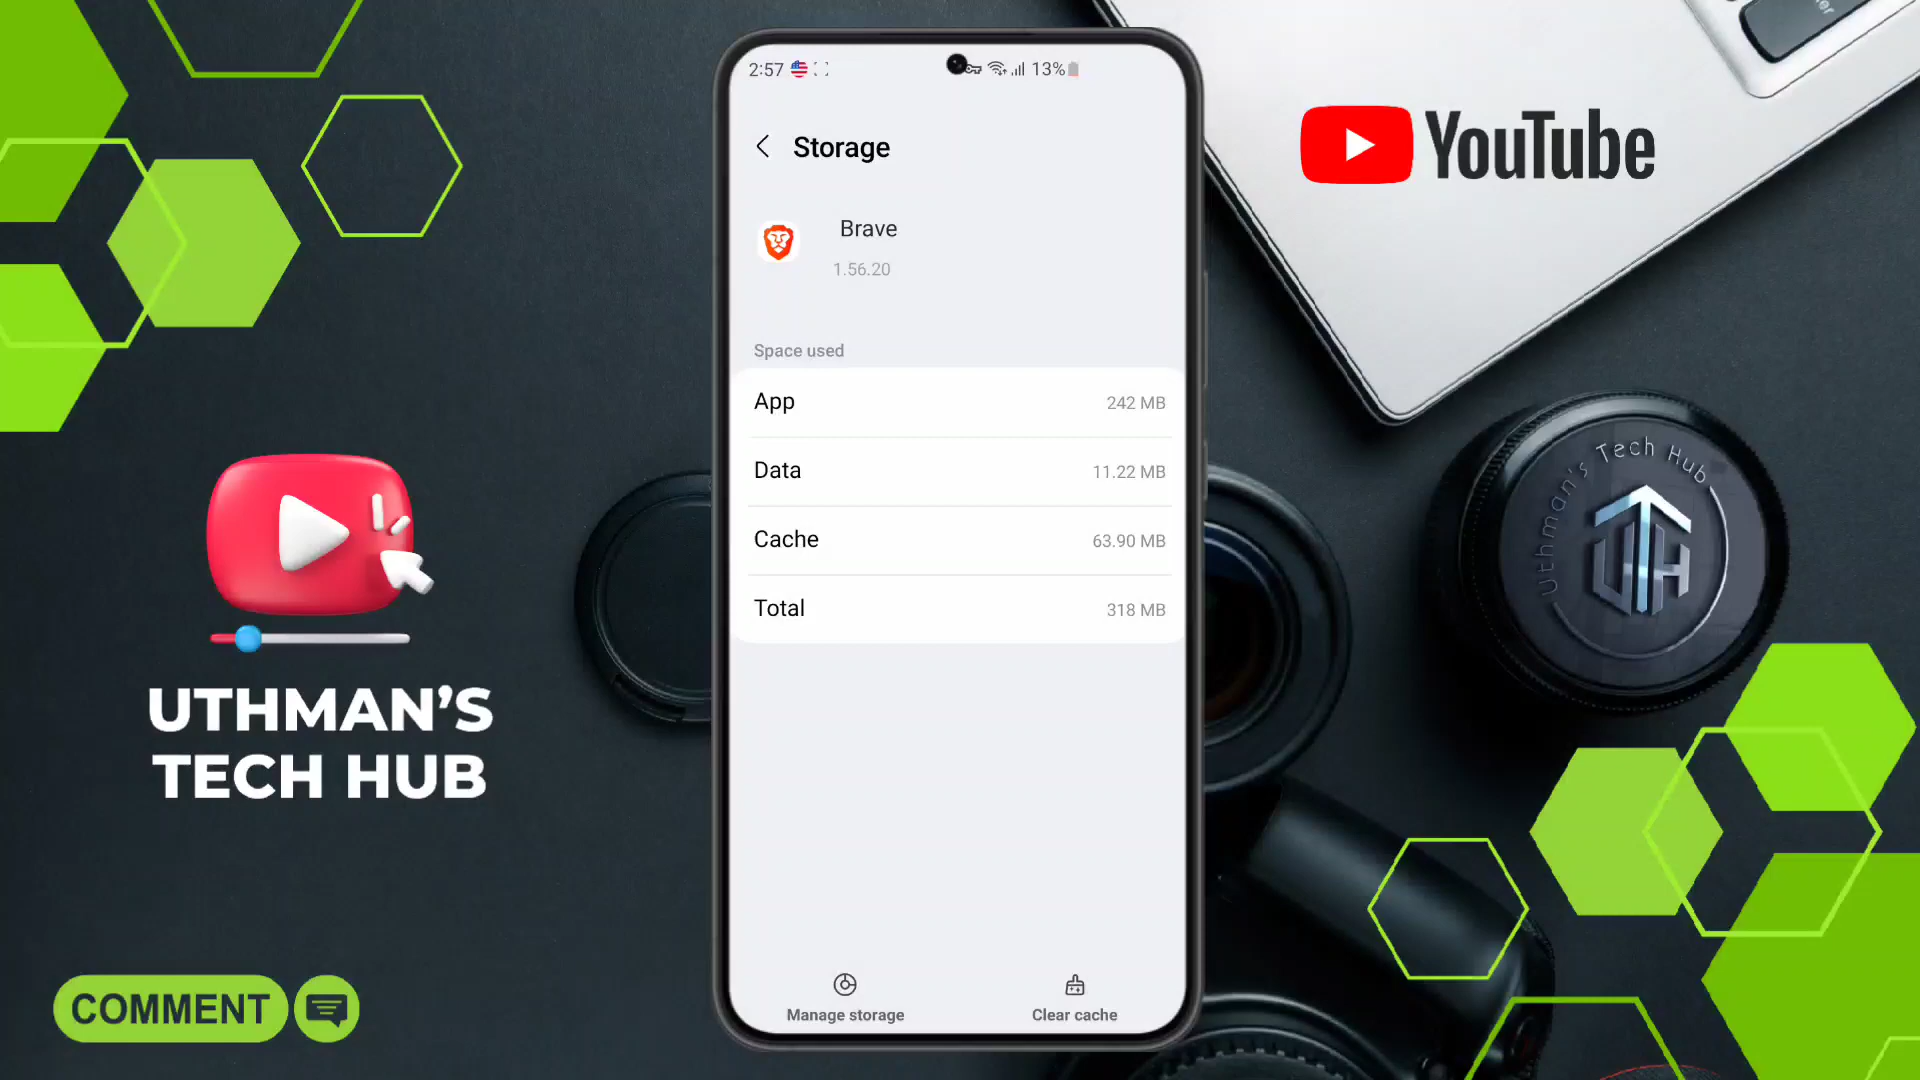 2:57
13%
Storage
Brave
1.56.20
Space used
App
242 MB
Data
11.22 MB
Cache
63.90 MB
Total
318 MB
Manage storage
Clear cache
YouTube
UTHMAN'S
TECH HUB
COMMENT
Uthman's Tech Hub
UTH